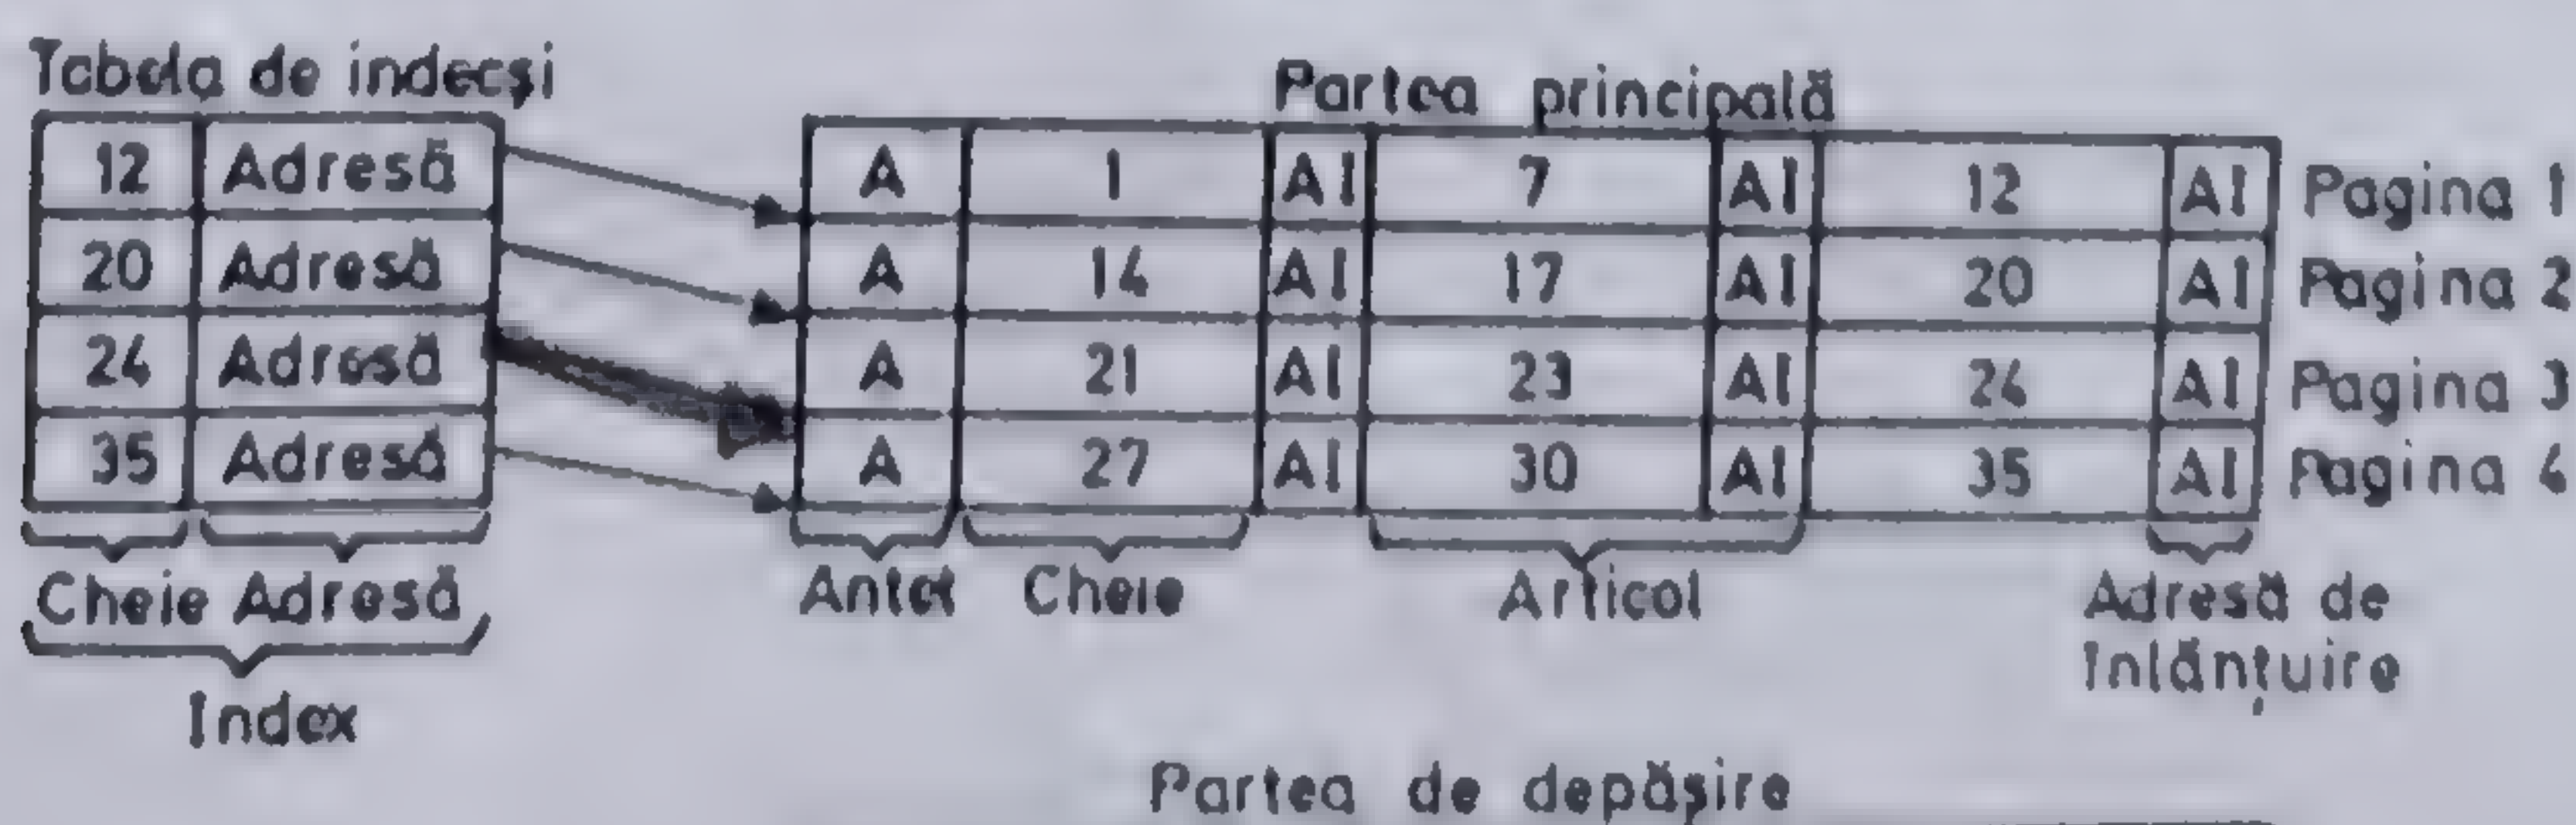 Tabela de indecși
Partea principală
12 Adresă A 1 AI 7 AI 12 AI Pagina 1
20 Adresă A 14 AI 17 AI 20 AI Pagina 2
24 Adresă A 21 AI 23 AI 24 AI Pagina 3
35 Adresă A 27 AI 30 AI 35 AI Pagina 4
Cheie Adresă Antet Cheie Articol Adresă de
înlănțuire
Index
Partea de depășire